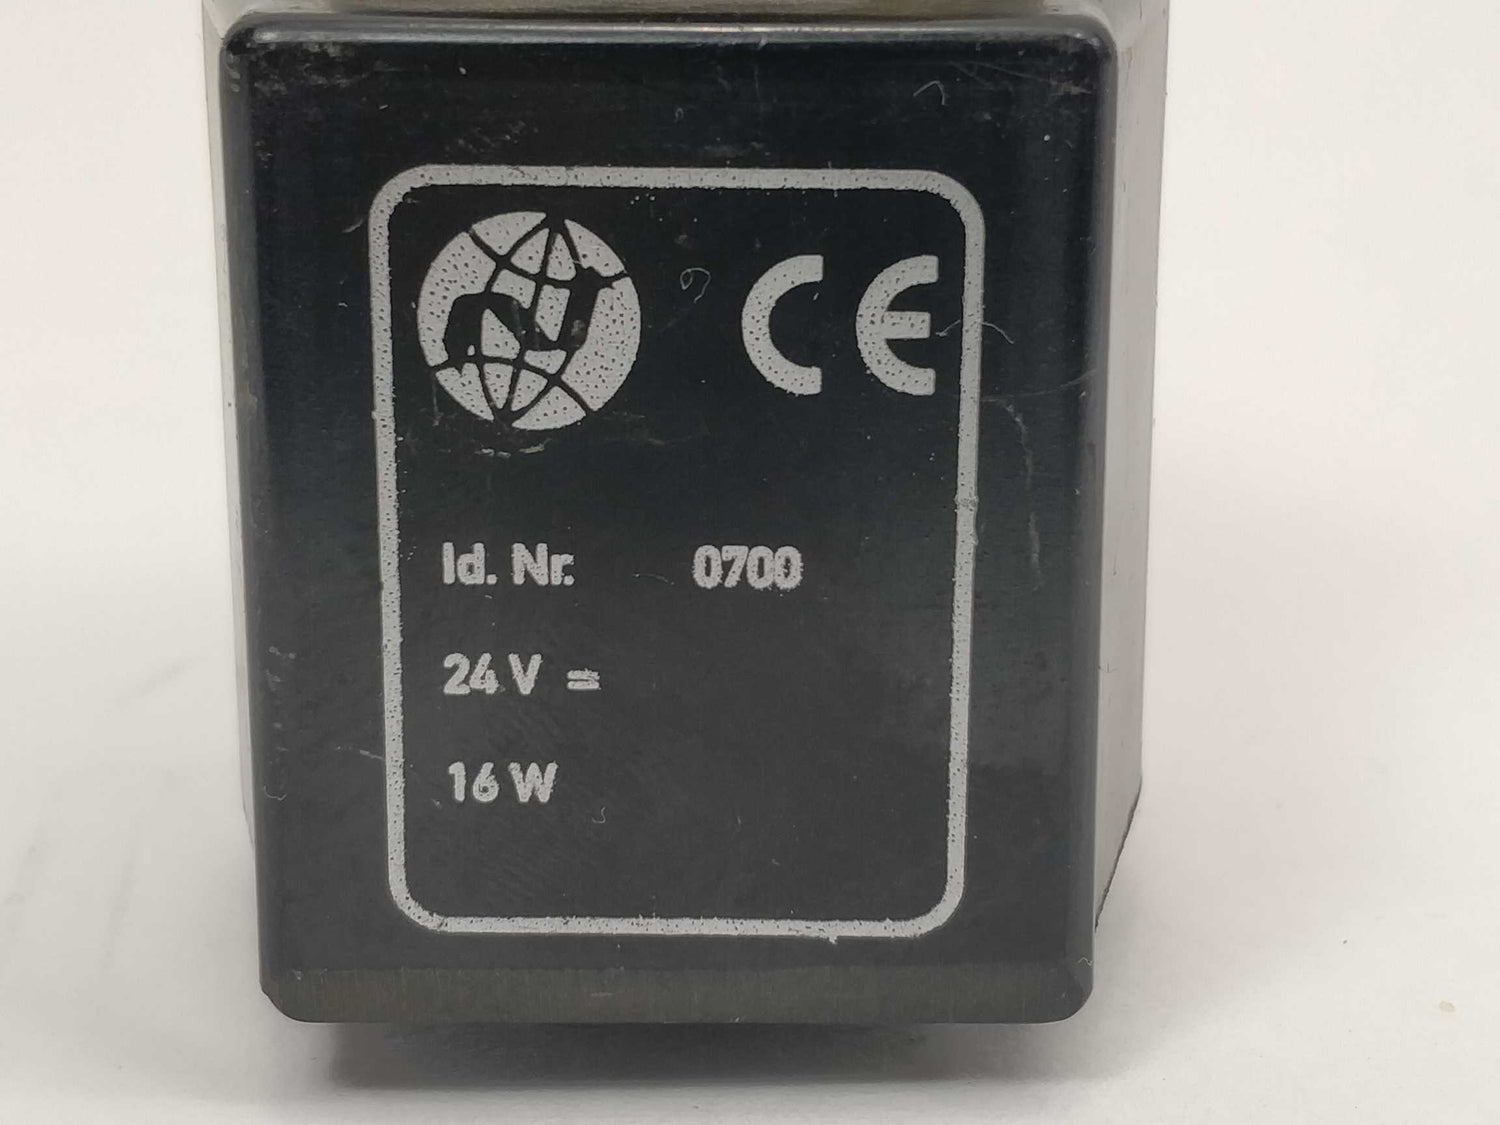 CE
Id. Nr. 0700
24 V =
16 W